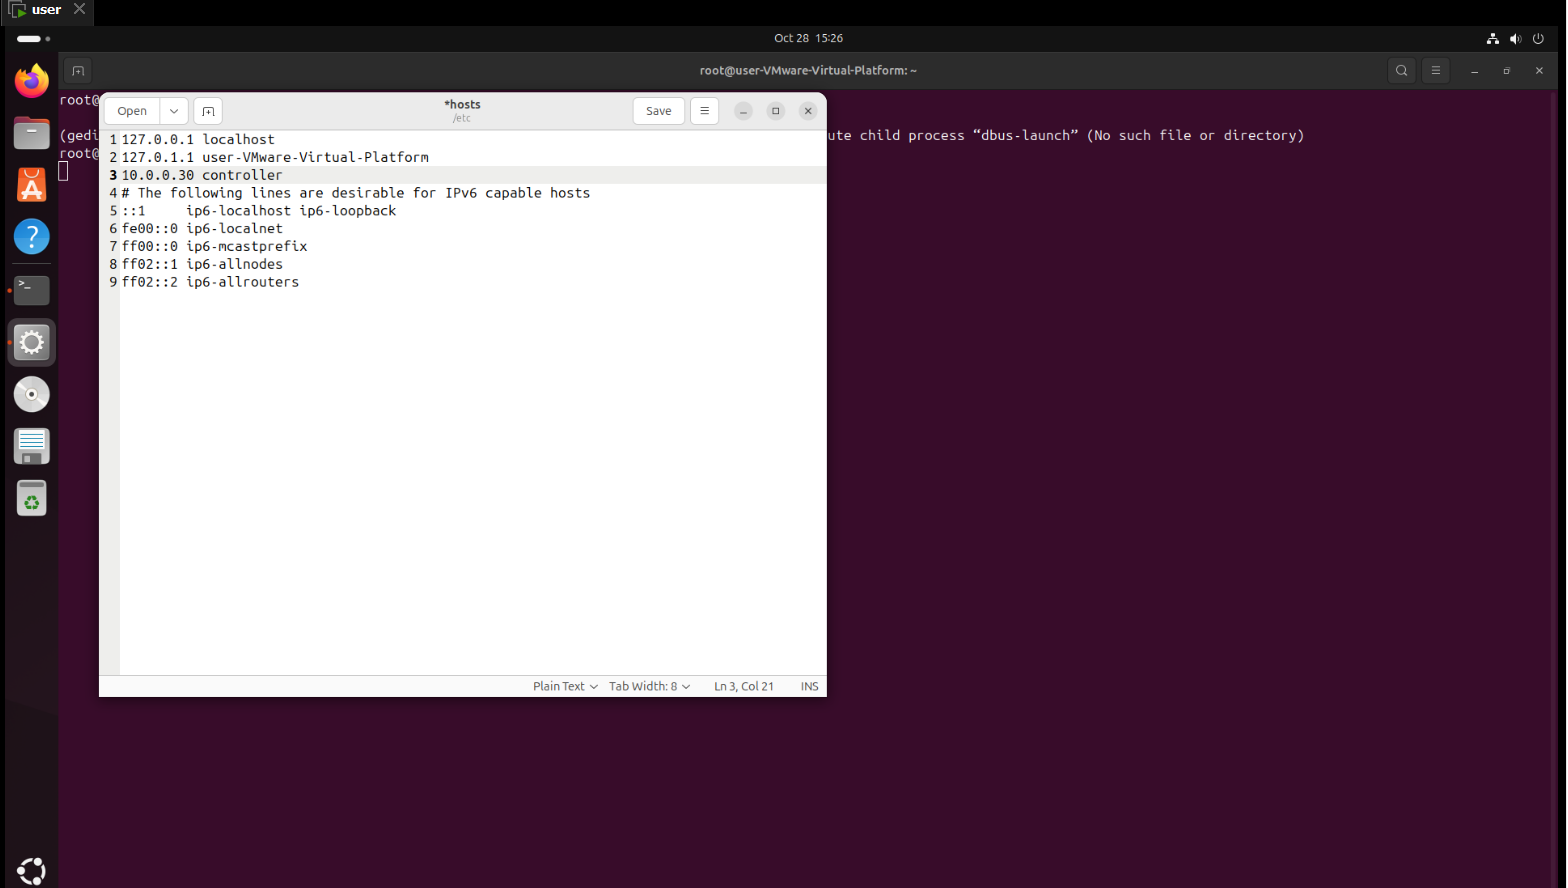 user
Oct 28 15:26
root@user-VMware-Virtual-Platform: ~
root@
Open
*hosts
/etc
Save
(gedi
ute child process “dbus-launch” (No such file or directory)
root@
1 127.0.0.1 localhost
2 127.0.1.1 user-VMware-Virtual-Platform
3 10.0.0.30 controller
4 # The following lines are desirable for IPv6 capable hosts
5 ::1     ip6-localhost ip6-loopback
6 fe00::0 ip6-localnet
7 ff00::0 ip6-mcastprefix
8 ff02::1 ip6-allnodes
9 ff02::2 ip6-allrouters
Plain Text Tab Width: 8 Ln 3, Col 21 INS